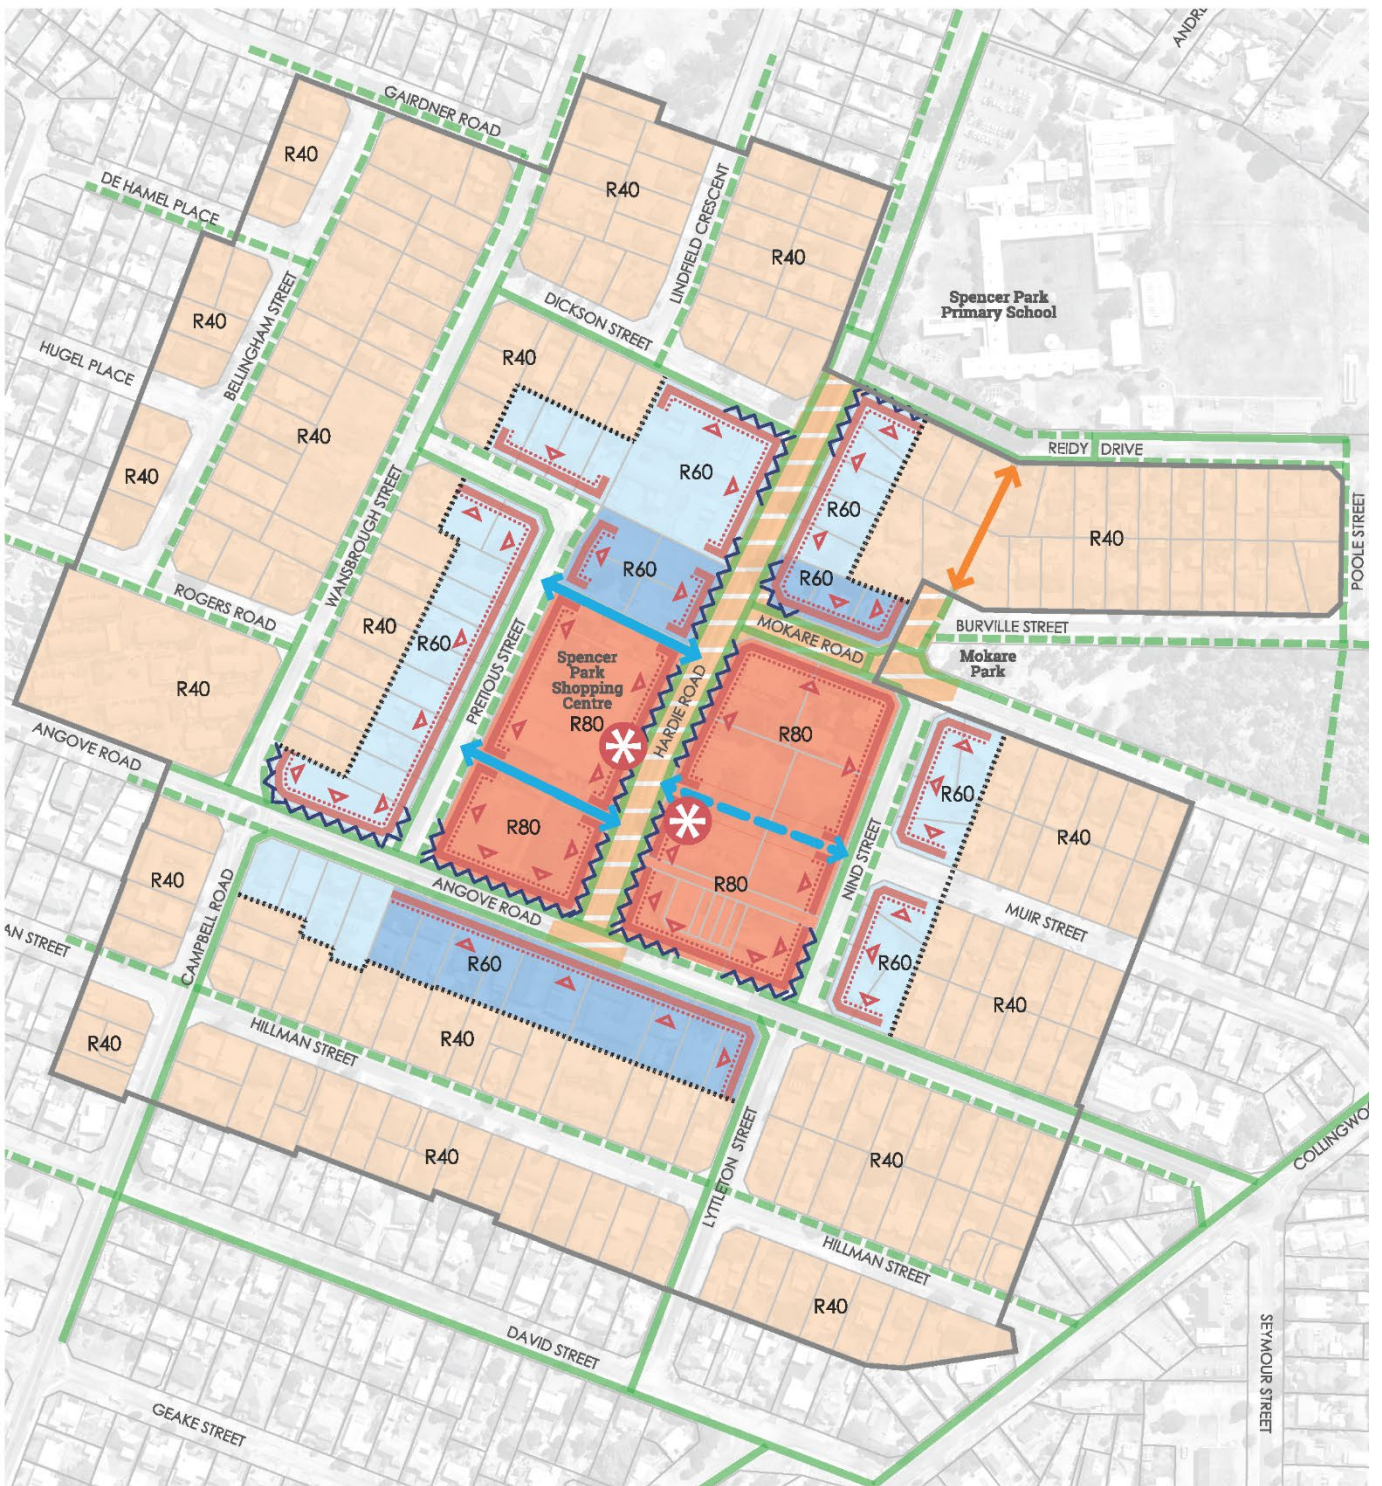 ANDRE
GAIRDNER ROAD
R40
DE HAMEL PLACE
R40
LINDFIELD CRESCENT
R40
BELLINGHAM STREET
R40
DICKSON STREET
Spencer Park
Primary School
HUGEL PLACE
R40
R40
R40
R60
REIDY DRIVE
R60
R40
POOLE STREET
WANSBROUGH STREET
R60
R60
ROGERS ROAD
R40
R60
PRETIOUS STREET
MOKARE ROAD
BURVILLE STREET
Mokare
Park
Spencer
Park
Shopping
Centre
R80
HARDIE ROAD
R80
R40
ANGOVE ROAD
R60
R40
R80
NIND STREET
R40
CAMPBELL ROAD
ANGOVE ROAD
R80
MUIR STREET
AN STREET
R60
R60
R40
R40
HILLMAN STREET
R40
COLLINGWO
LYTTLETON STREET
R40
R40
HILLMAN STREET
R40
DAVID STREET
SEYMOUR STREET
GEAKE STREET